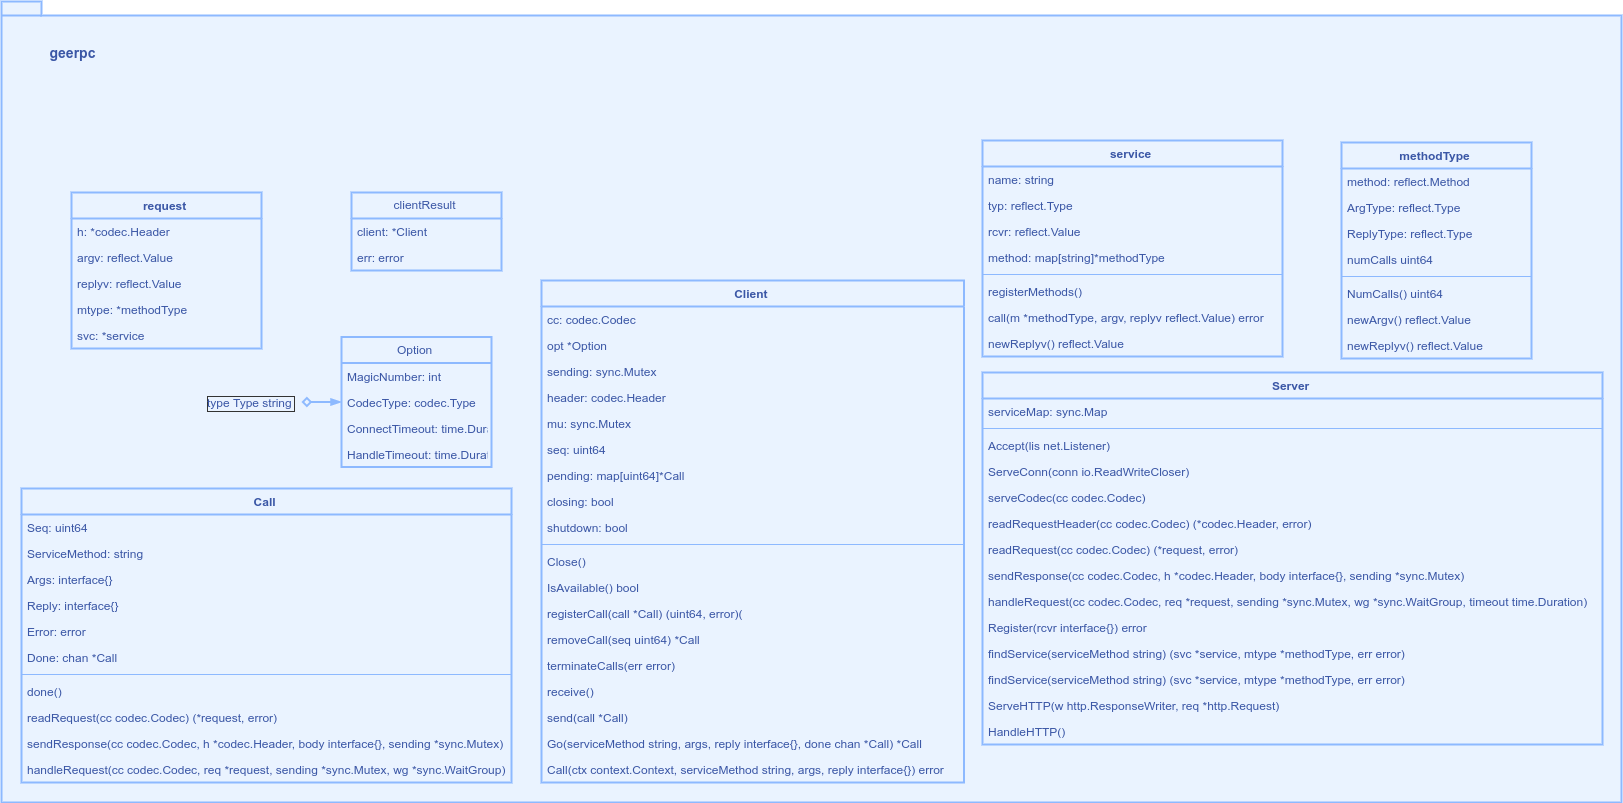 geerpc
request
h: *codec.Header
argv: reflect.Value
replyv: reflect.Value
mtype: *methodType
svc: *service
clientResult
client: *Client
err: error
Option
MagicNumber: int
CodecType: codec.Type
ConnectTimeout: time.Dur
HandleTimeout: time.Dura
type Type string
Call
Seq: uint64
ServiceMethod: string
Args: interface{}
Reply: interface{}
Error: error
Done: chan *Call
done()
readRequest(cc codec.Codec) (*request, error)
sendResponse(cc codec.Codec, h *codec.Header, body interface{}, sending *sync.Mutex)
handleRequest(cc codec.Codec, req *request, sending *sync.Mutex, wg *sync.WaitGroup)
Client
cc: codec.Codec
opt *Option
sending: sync.Mutex
header: codec.Header
mu: sync.Mutex
seq: uint64
pending: map[uint64]*Call
closing: bool
shutdown: bool
Close()
IsAvailable() bool
registerCall(call *Call) (uint64, error)(
removeCall(seq uint64) *Call
terminateCalls(err error)
receive()
send(call *Call)
Go(serviceMethod string, args, reply interface{}, done chan *Call) *Call
Call(ctx context.Context, serviceMethod string, args, reply interface{}) error
service
name: string
typ: reflect.Type
rcvr: reflect.Value
method: map[string]*methodType
registerMethods()
call(m *methodType, argv, replyv reflect.Value) error
newReplyv() reflect.Value
methodType
method: reflect.Method
ArgType: reflect.Type
ReplyType: reflect.Type
numCalls uint64
NumCalls() uint64
newArgv() reflect.Value
newReplyv() reflect.Value
Server
serviceMap: sync.Map
Accept(lis net.Listener)
ServeConn(conn io.ReadWriteCloser)
serveCodec(cc codec.Codec)
readRequestHeader(cc codec.Codec) (*codec.Header, error)
readRequest(cc codec.Codec) (*request, error)
sendResponse(cc codec.Codec, h *codec.Header, body interface{}, sending *sync.Mutex)
handleRequest(cc codec.Codec, req *request, sending *sync.Mutex, wg *sync.WaitGroup, timeout time.Duration)
Register(rcvr interface{}) error
findService(serviceMethod string) (svc *service, mtype *methodType, err error)
findService(serviceMethod string) (svc *service, mtype *methodType, err error)
ServeHTTP(w http.ResponseWriter, req *http.Request)
HandleHTTP()